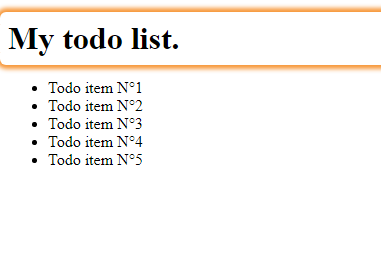 My todo list.
Todo item N°1
Todo item N°2
Todo item N°3
Todo item N°4
Todo item N°5